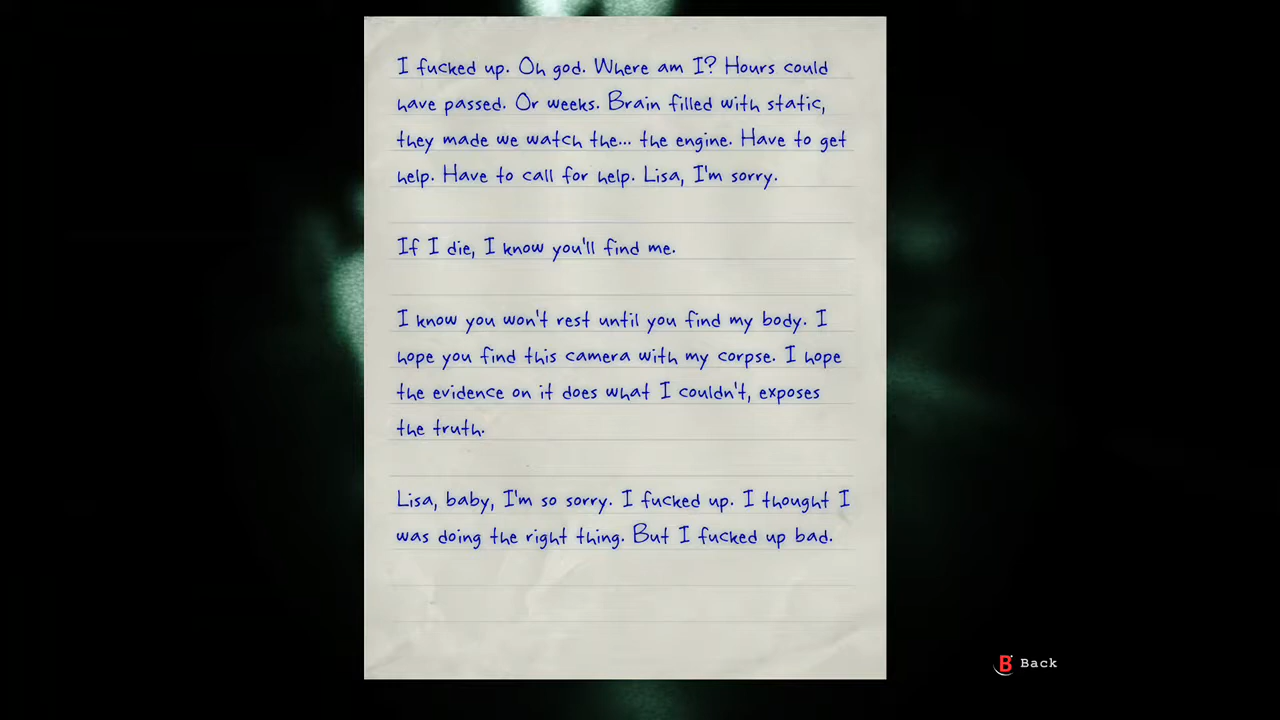 I fucked up. Oh god. Where am I? Hours could
have passed. Or weeks. Brain filled with static,
they made we watch the... the engine. Have to get
help. Have to call for help. Lisa, I'm sorry.
If I die, I know you'll find me.
I know you won't rest until you find my body. I
hope you find this camera with my corpse. I hope
the evidence on it does what I couldn't, exposes
the truth.
Lisa, baby, I'm so sorry. I fucked up. I thought I
was doing the right thing. But I fucked up bad.
B Back